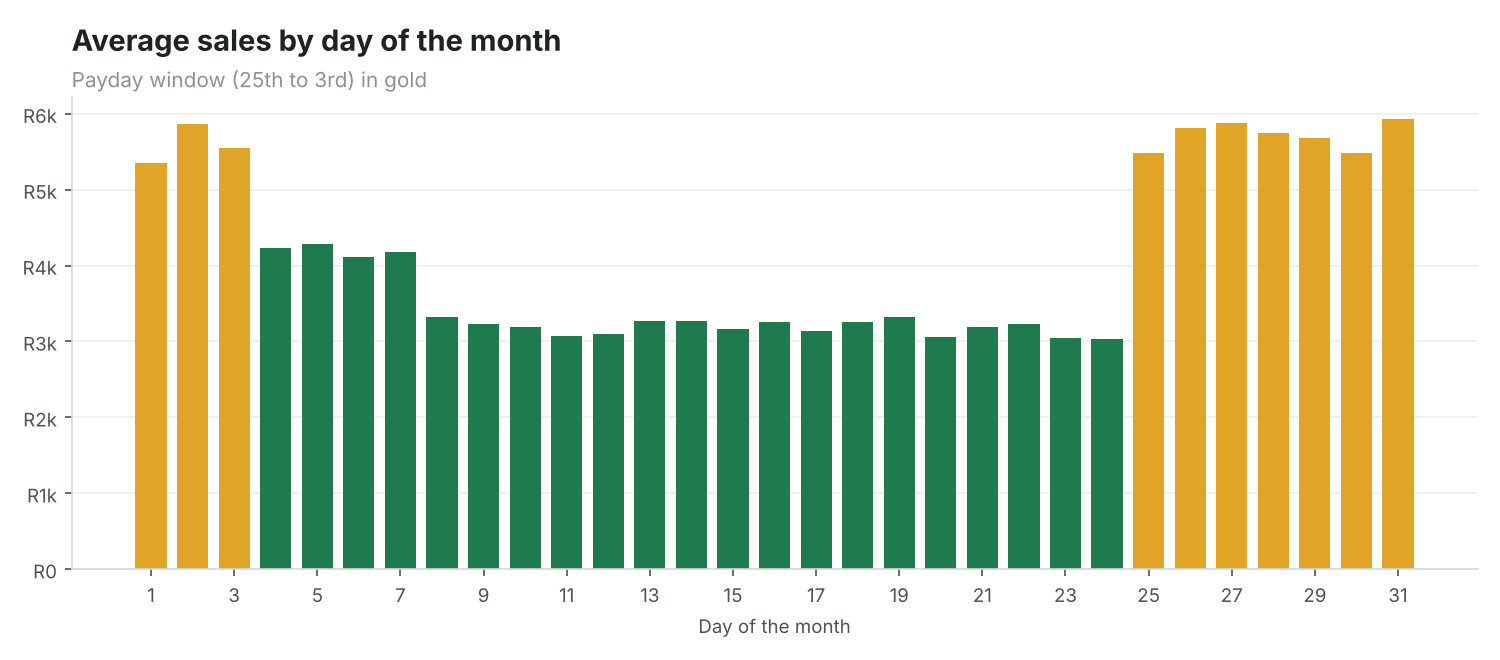 Average sales by day of the month
Payday window (25th to 3rd) in gold
R6k
R5k
R4k
R3k
R2k
R1k
R0
1 3 5 7 9 11 13 15 17 19 21 23 25 27 29 31
Day of the month